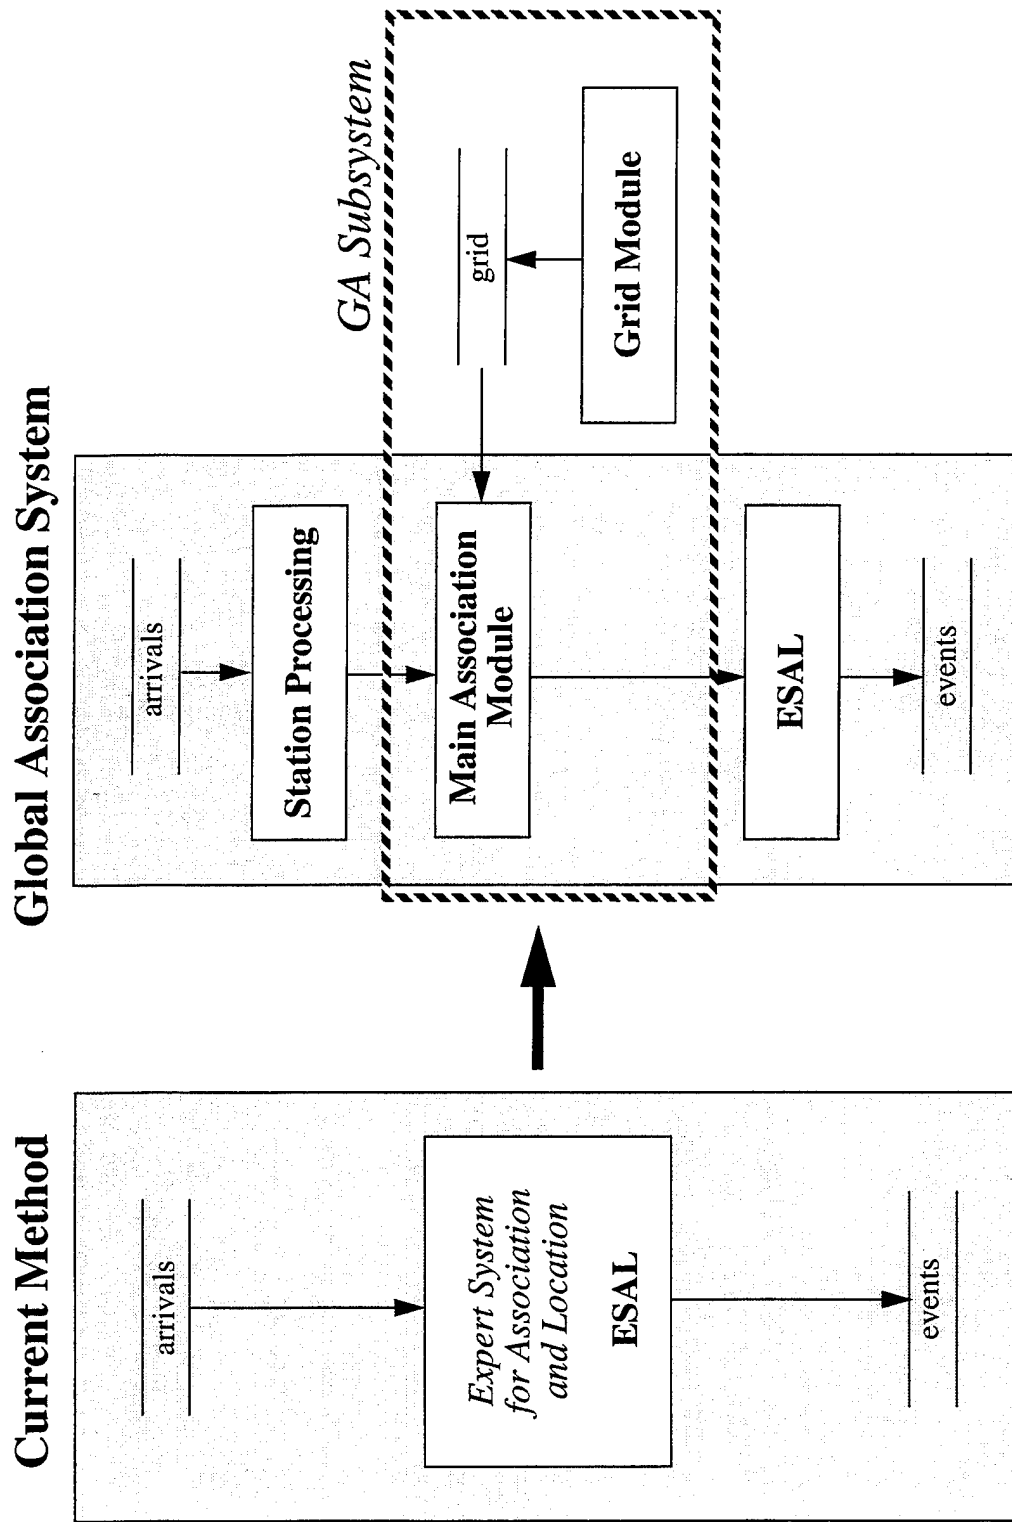 Current Method
arrivals
Expert System
for Association
and Location
ESAL
events
Global Association System
arrivals
Station Processing
Main Association
Module
ESAL
events
GA Subsystem
grid
Grid Module